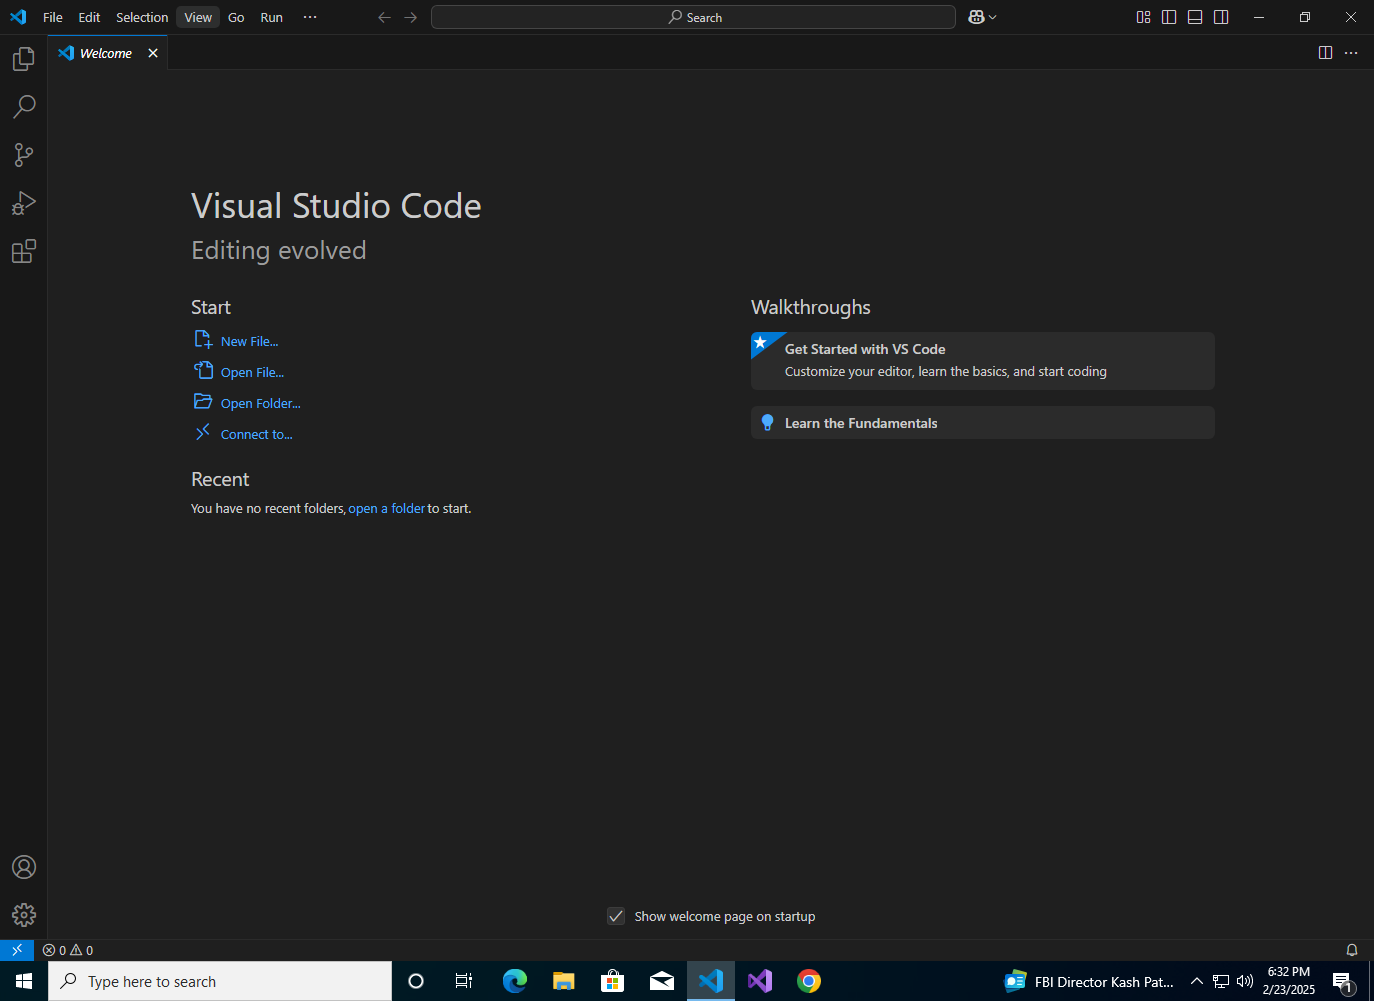 File Edit Selection View Go Run ···
Search
Welcome
Visual Studio Code
Editing evolved
Start
New File...
Open File...
Open Folder...
Connect to...
Recent
You have no recent folders, open a folder to start.
Walkthroughs
Get Started with VS Code
Customize your editor, learn the basics, and start coding
Learn the Fundamentals
Show welcome page on startup
0 0
Type here to search
FBI Director Kash Pat...
6:32 PM
2/23/2025
1